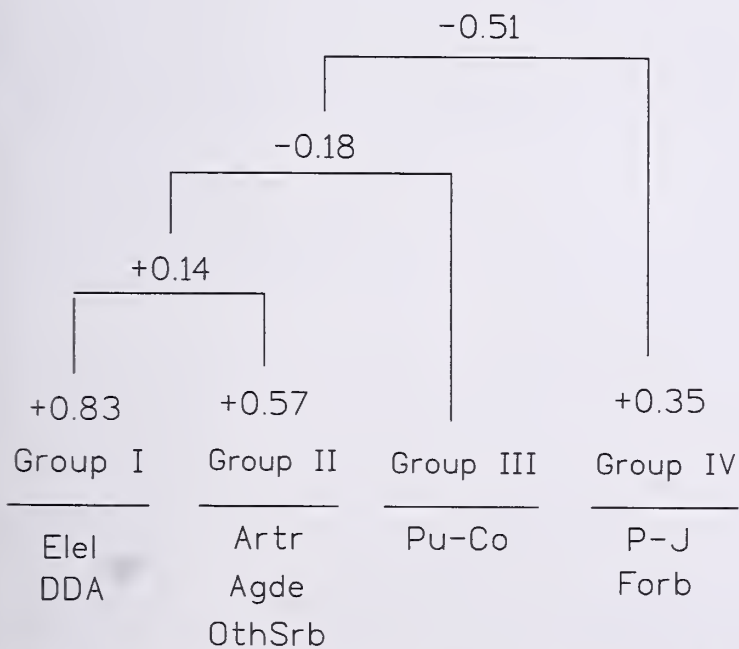 -0.51
-0.18
+0.14
+0.83 +0.57 +0.35
Group I Group II Group III Group IV
Elel Artr Pu-Co P-J
DDA Agde Forb
OthSrb